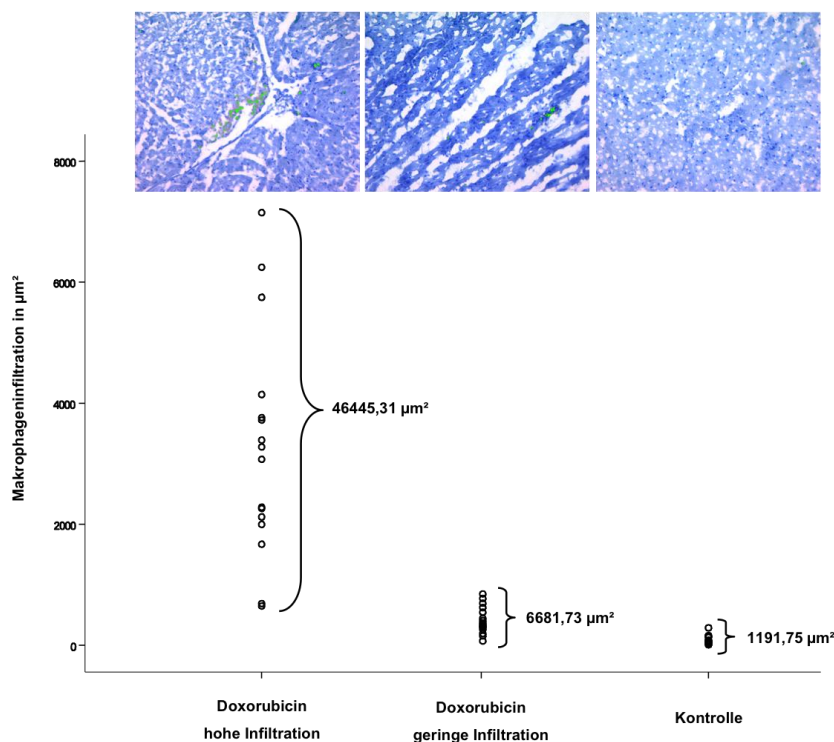 8000
6000
4000
2000
0
Makrophageninfiltration in µm²
46445,31 µm²
6681,73 µm²
1191,75 µm²
Doxorubicin
hohe Infiltration
Doxorubicin
geringe Infiltration
Kontrolle